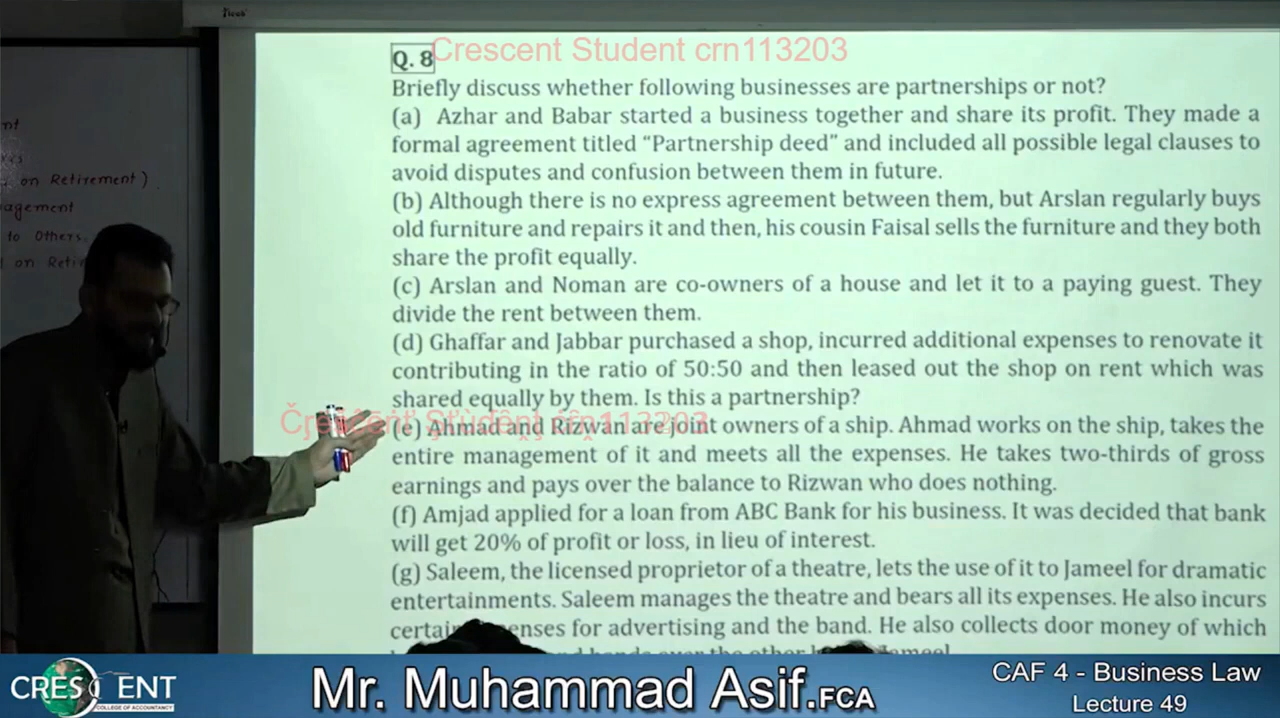 Crescent Student crn113203
Q. 8
Briefly discuss whether following businesses are partnerships or not?
(a) Azhar and Babar started a business together and share its profit. They made a
formal agreement titled “Partnership deed” and included all possible legal clauses to
avoid disputes and confusion between them in future.
(b) Although there is no express agreement between them, but Arslan regularly buys
old furniture and repairs it and then, his cousin Faisal sells the furniture and they both
share the profit equally.
(c) Arslan and Noman are co-owners of a house and let it to a paying guest. They
divide the rent between them.
(d) Ghaffar and Jabbar purchased a shop, incurred additional expenses to renovate it
contributing in the ratio of 50:50 and then leased out the shop on rent which was
shared equally by them. Is this a partnership?
(e) Ahmad and Rizwan are joint owners of a ship. Ahmad works on the ship, takes the
entire management of it and meets all the expenses. He takes two-thirds of gross
earnings and pays over the balance to Rizwan who does nothing.
(f) Amjad applied for a loan from ABC Bank for his business. It was decided that bank
will get 20% of profit or loss, in lieu of interest.
(g) Saleem, the licensed proprietor of a theatre, lets the use of it to Jameel for dramatic
entertainments. Saleem manages the theatre and bears all its expenses. He also incurs
for advertising and the band. He also collects door money of which
on Retirement)
to Others
on
CRESCENT
COLLEGE OF ACCOUNTANCY
Mr. Muhammad Asif.FCA
CAF 4 - Business Law
Lecture 49